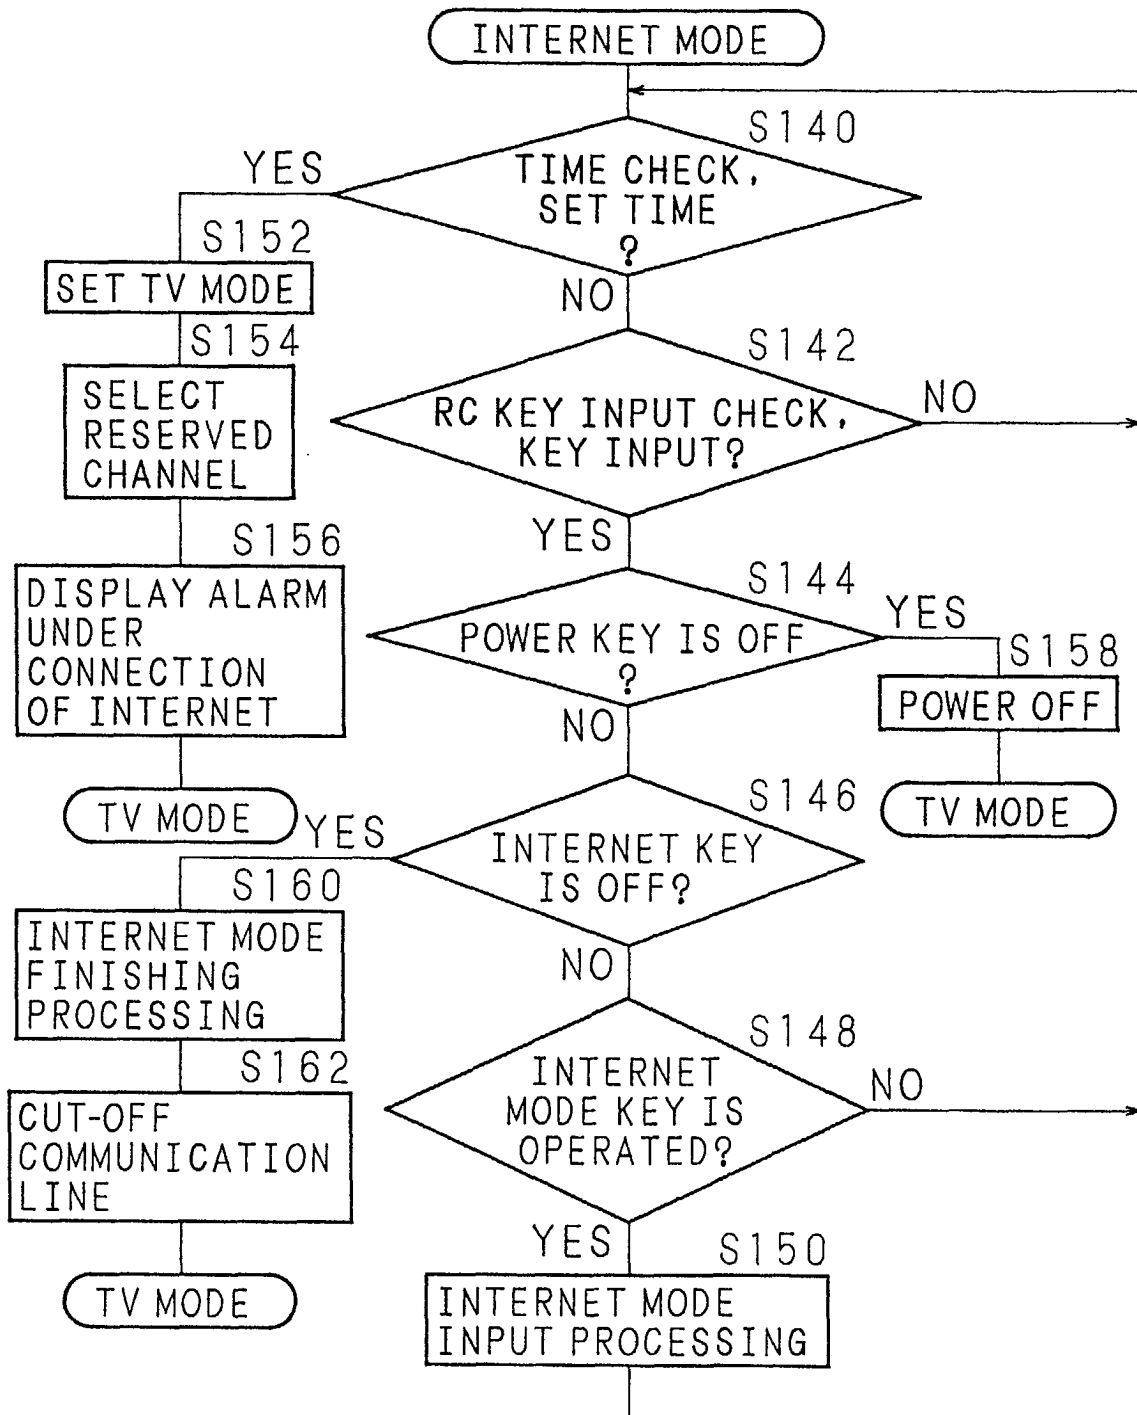 INTERNET MODE
S140
YES
TIME CHECK,
SET TIME
?
S152
SET TV MODE
NO
S154
S142
SELECT
RESERVED
CHANNEL
RC KEY INPUT CHECK,
KEY INPUT?
NO
YES
S156
DISPLAY ALARM
UNDER
CONNECTION
OF INTERNET
S144
POWER KEY IS OFF
?
YES
S158
POWER OFF
NO
TV MODE
TV MODE
S146
YES
INTERNET KEY
IS OFF?
S160
INTERNET MODE
FINISHING
PROCESSING
NO
S148
S162
INTERNET
MODE KEY IS
OPERATED?
NO
CUT-OFF
COMMUNICATION
LINE
YES
S150
TV MODE
INTERNET MODE
INPUT PROCESSING